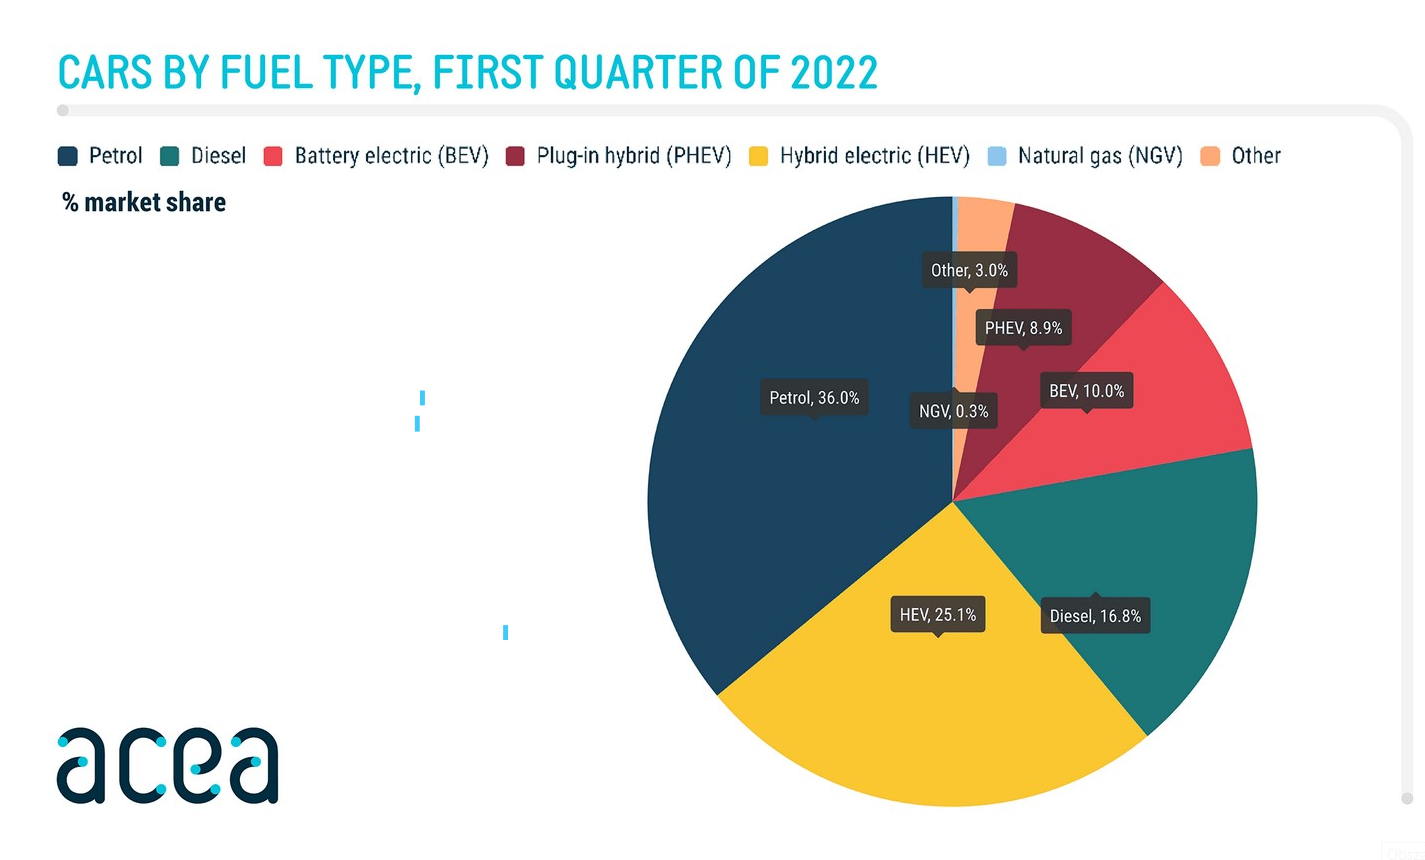 CARS BY FUEL TYPE, FIRST QUARTER OF 2022
Petrol Diesel Battery electric (BEV) Plug-in hybrid (PHEV) Hybrid electric (HEV) Natural gas (NGV) Other
% market share
Other, 3.0%
PHEV, 8.9%
BEV, 10.0%
Petrol, 36.0%
NGV, 0.3%
HEV, 25.1%
Diesel, 16.8%
acea